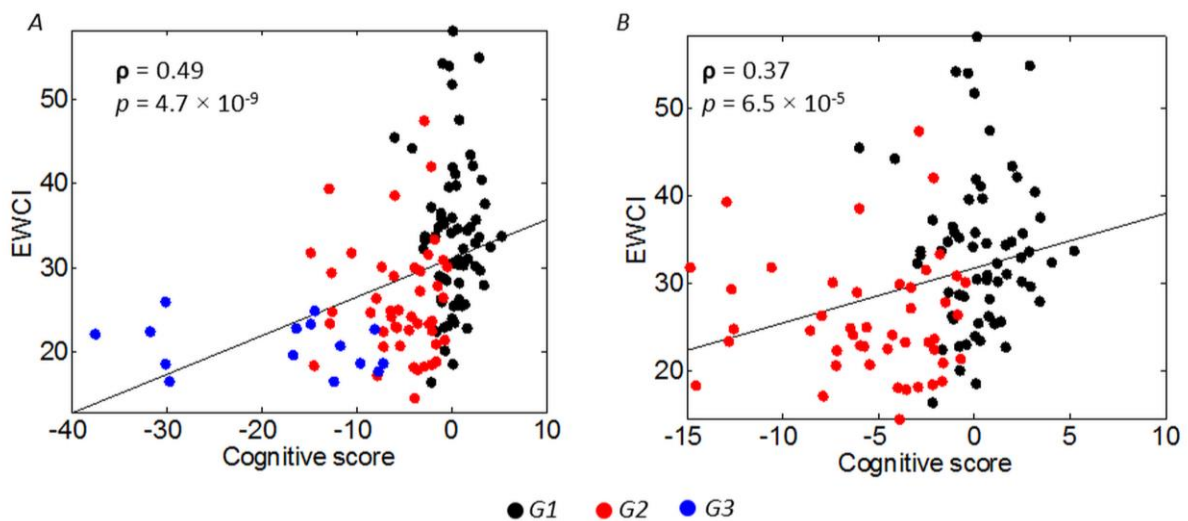 A
B
ρ = 0.49
p = 4.7 × 10⁻⁹
ρ = 0.37
p = 6.5 × 10⁻⁵
EWCI
50
40
30
20
-40 -30 -20 -10 0 10
Cognitive score
EWCI
50
40
30
20
-15 -10 -5 0 5 10
Cognitive score
G1 G2 G3